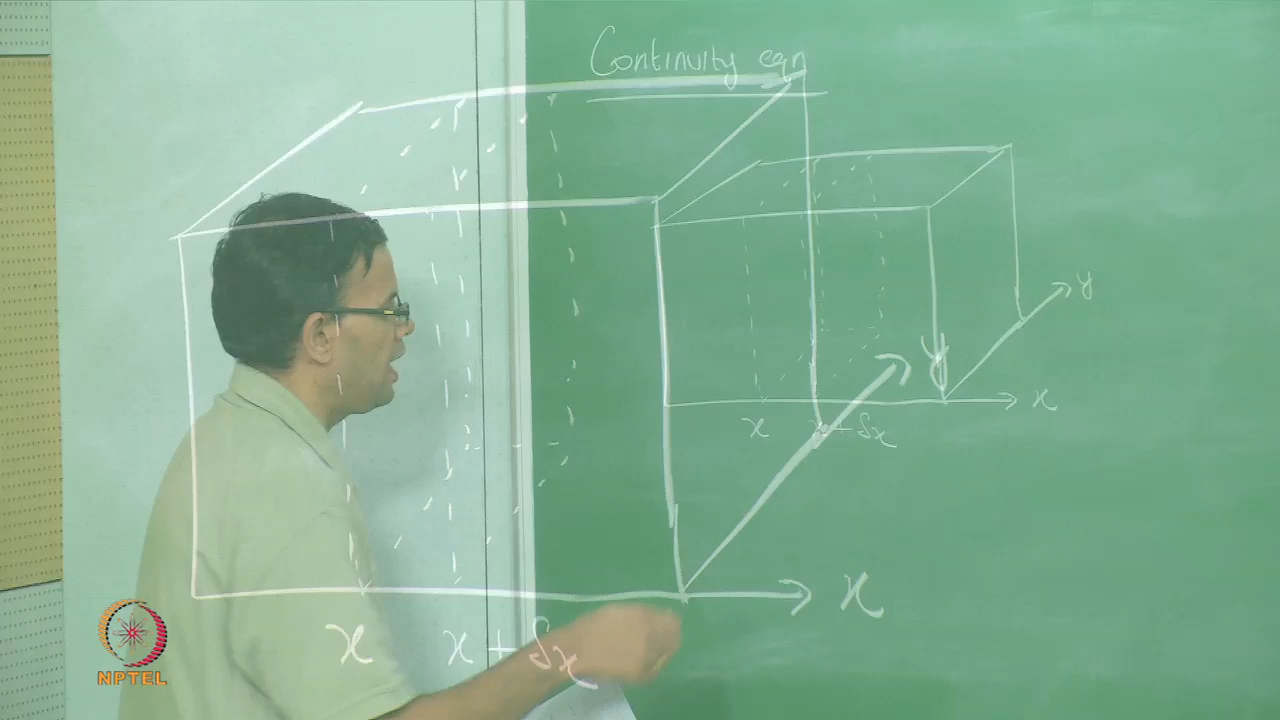 Continuity eqn
y
y
x
x
x + δx
x
x
x + δx
NPTEL